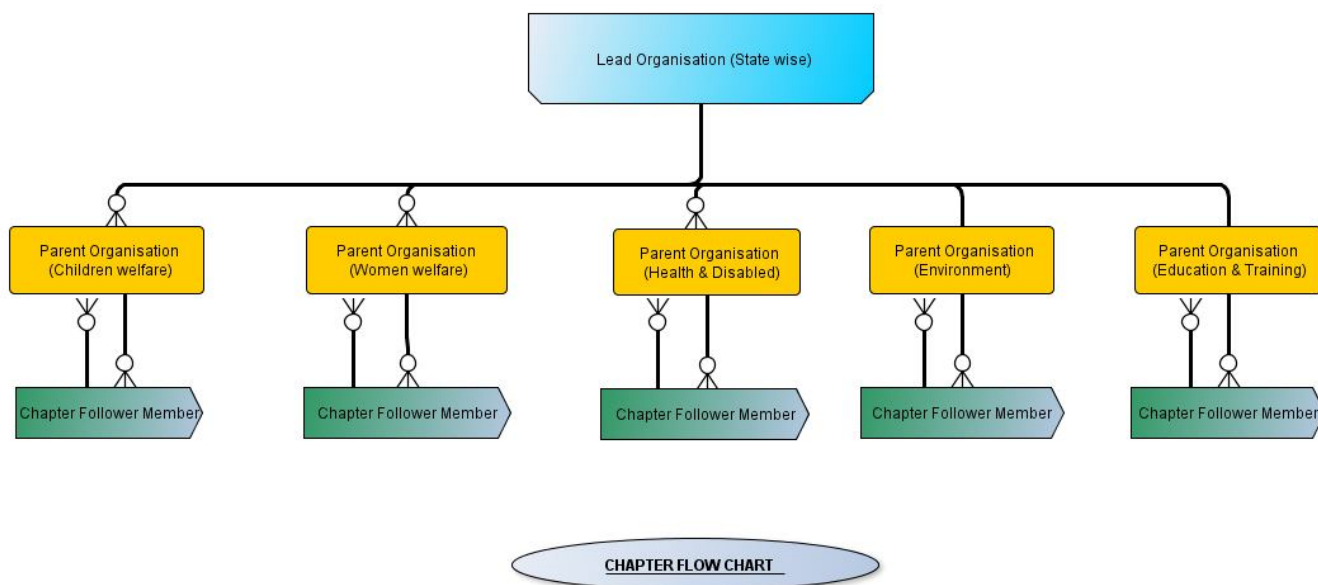 Lead Organisation (State wise)
Parent Organisation
(Children welfare)
Parent Organisation
(Women welfare)
Parent Organisation
(Health & Disabled)
Parent Organisation
(Environment)
Parent Organisation
(Education & Training)
Chapter Follower Member
Chapter Follower Member
Chapter Follower Member
Chapter Follower Member
Chapter Follower Member
CHAPTER FLOW CHART